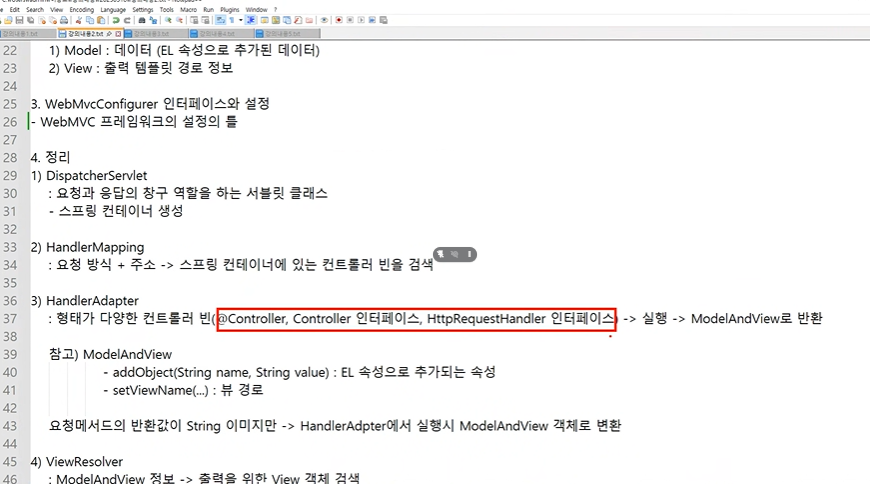 Edit Search View Encoding Language Settings Tools Macro Run Plugins Window ?
강의내용1.txt 강의내용2.txt 강의내용3.txt 강의내용4.txt 강의내용5.txt
22 1) Model : 데이터 (EL 속성으로 추가된 데이터)
23 2) View : 출력 템플릿 경로 정보
24
25 3. WebMvcConfigurer 인터페이스와 설정
26 - WebMVC 프레임워크의 설정의 틀
27
28 4. 정리
29 1) DispatcherServlet
30 : 요청과 응답의 창구 역할을 하는 서블릿 클래스
31 - 스프링 컨테이너 생성
32
33 2) HandlerMapping
34 : 요청 방식 + 주소 -> 스프링 컨테이너에 있는 컨트롤러 빈을 검색
35
36 3) HandlerAdapter
37 : 형태가 다양한 컨트롤러 빈(@Controller, Controller 인터페이스, HttpRequestHandler 인터페이스) -> 실행 -> ModelAndView로 반환
38
39 참고) ModelAndView
40 - addObject(String name, String value) : EL 속성으로 추가되는 속성
41 - setViewName(...) : 뷰 경로
42
43 요청메서드의 반환값이 String 이미지만 -> HandlerAdpter에서 실행시 ModelAndView 객체로 변환
44
45 4) ViewResolver
46 : ModelAndView 정보 -> 출력을 위한 View 객체 검색